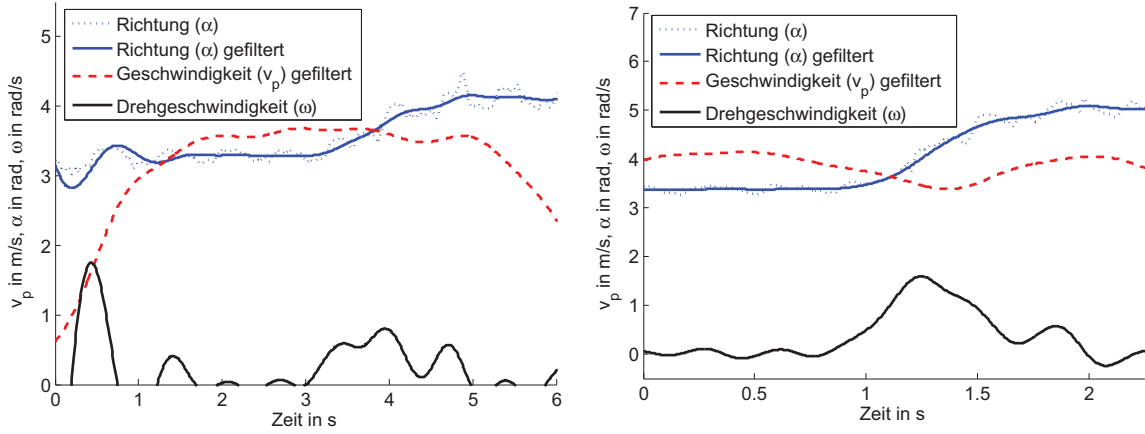 Richtung (α)
Richtung (α) gefiltert
Geschwindigkeit (v_p) gefiltert
Drehgeschwindigkeit (ω)
v_p in m/s, α in rad, ω in rad/s
5
4
3
2
1
0
0 1 2 3 4 5 6
Zeit in s
Richtung (α)
Richtung (α) gefiltert
Geschwindigkeit (v_p) gefiltert
Drehgeschwindigkeit (ω)
v_p in m/s, α in rad, ω in rad/s
7
6
5
4
3
2
1
0
0 0.5 1 1.5 2
Zeit in s